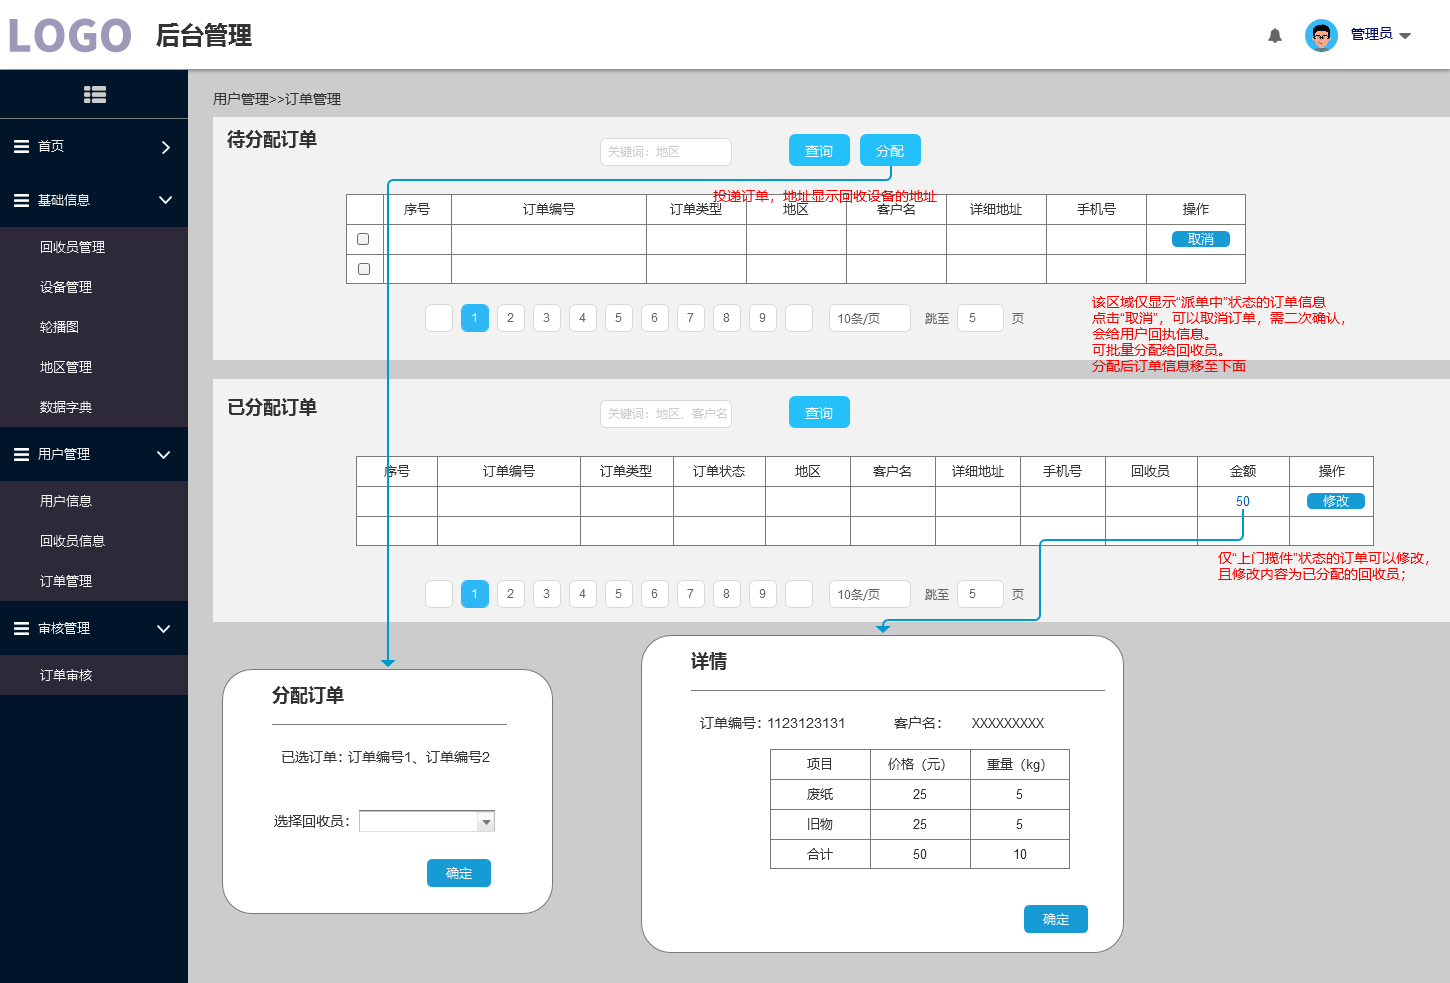 LOGO 后台管理
管理员
首页
基础信息
回收员管理
设备管理
轮播图
地区管理
数据字典
用户管理
用户信息
回收员信息
订单管理
审核管理
订单审核
用户管理>>订单管理
待分配订单
关键词：地区
查询 分配
投递订单，地址显示回收设备的地址
序号 订单编号 订单类型 地区 客户名 详细地址 手机号 操作
取消
1 2 3 4 5 6 7 8 9 10条/页 跳至 5 页
该区域仅显示“派单中”状态的订单信息
点击“取消”，可以取消订单，需二次确认，
会给用户回执信息。
可批量分配给回收员。
分配后订单信息移至下面
已分配订单
关键词：地区、客户名
查询
序号 订单编号 订单类型 订单状态 地区 客户名 详细地址 手机号 回收员 金额 操作
50 修改
仅“上门揽件”状态的订单可以修改，
且修改内容为已分配的回收员；
1 2 3 4 5 6 7 8 9 10条/页 跳至 5 页
分配订单
已选订单：订单编号1、订单编号2
选择回收员：
确定
详情
订单编号：1123123131 客户名： XXXXXXXXX
项目 价格（元） 重量（kg）
废纸 25 5
旧物 25 5
合计 50 10
确定